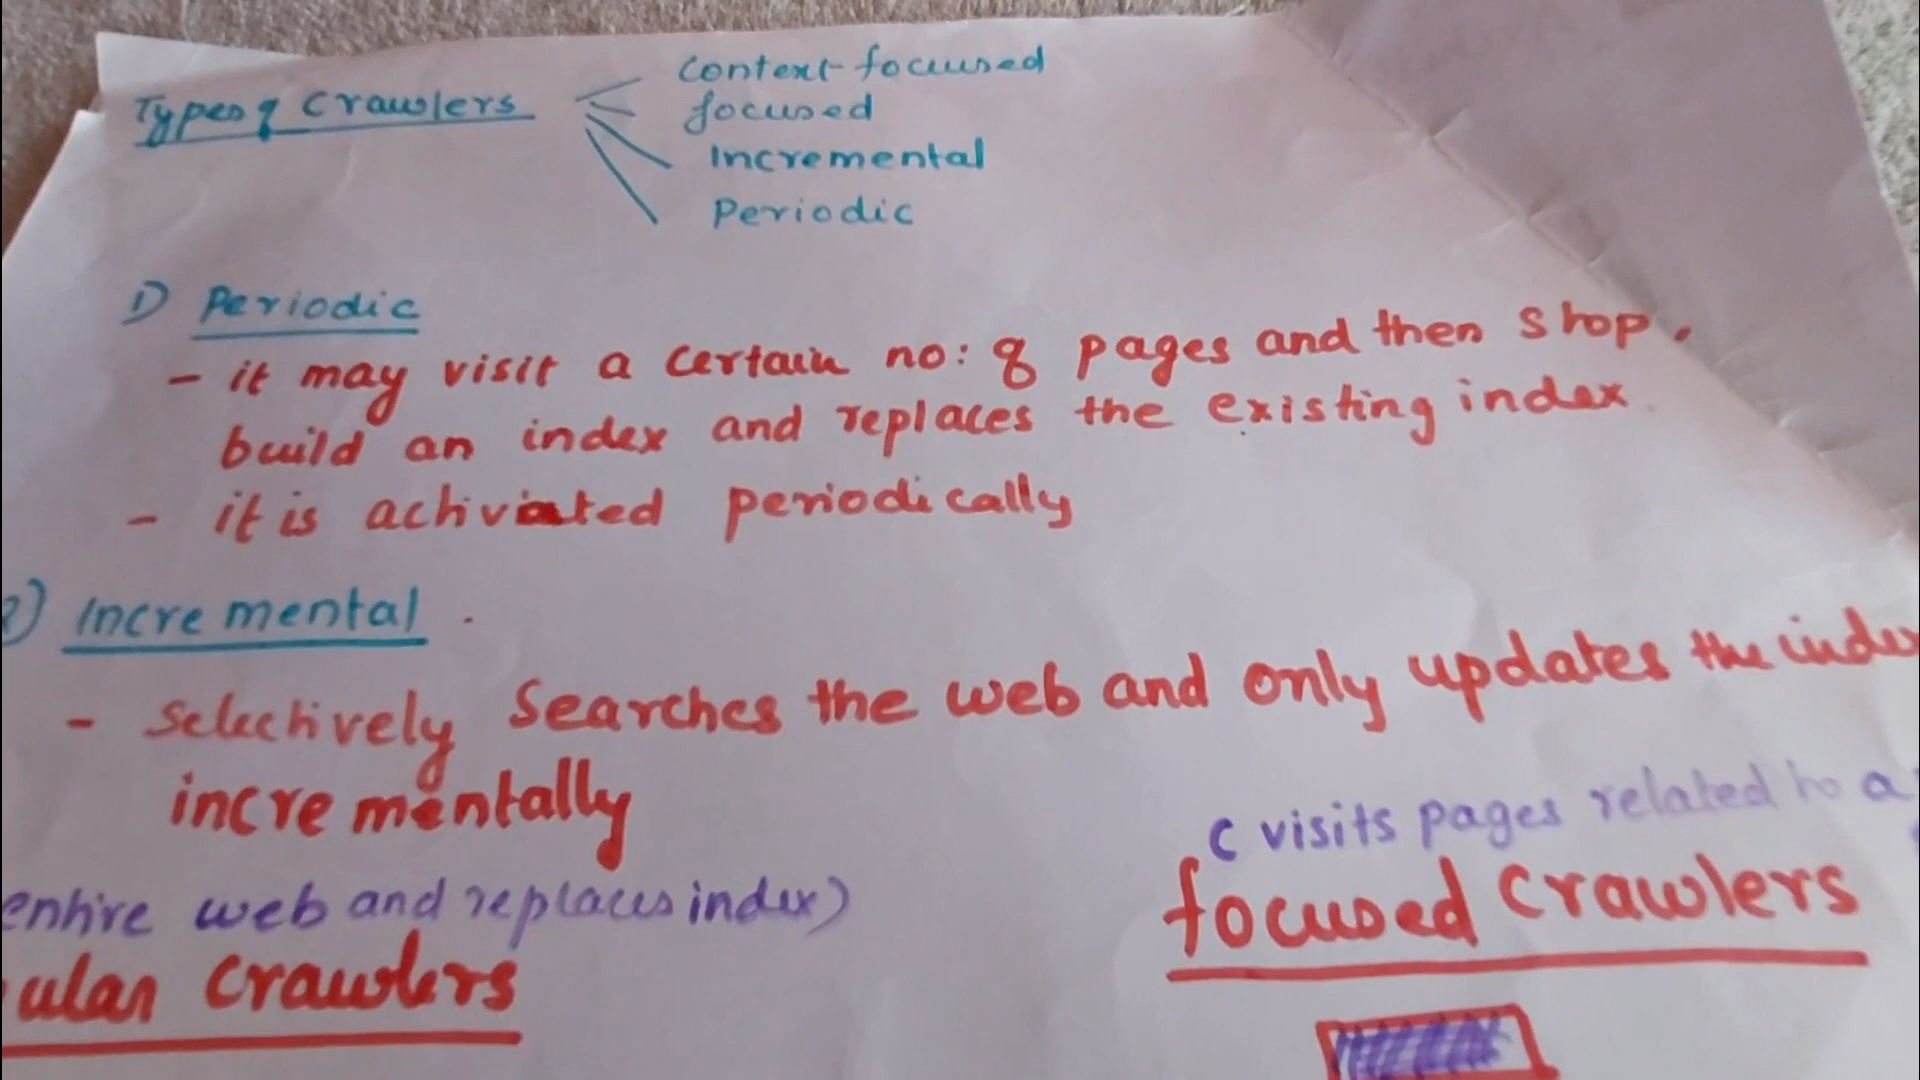 Types of Crawlers
Context focused
focused
Incremental
Periodic
1) Periodic
- it may visit a certain no: of pages and then stop.
build an index and replaces the existing index.
- it is activated periodically
2) Incremental.
- Selectively Searches the web and only updates the index
incrementally
( visits pages related to a
entire web and replaces index)
focused Crawlers
ular Crawlers